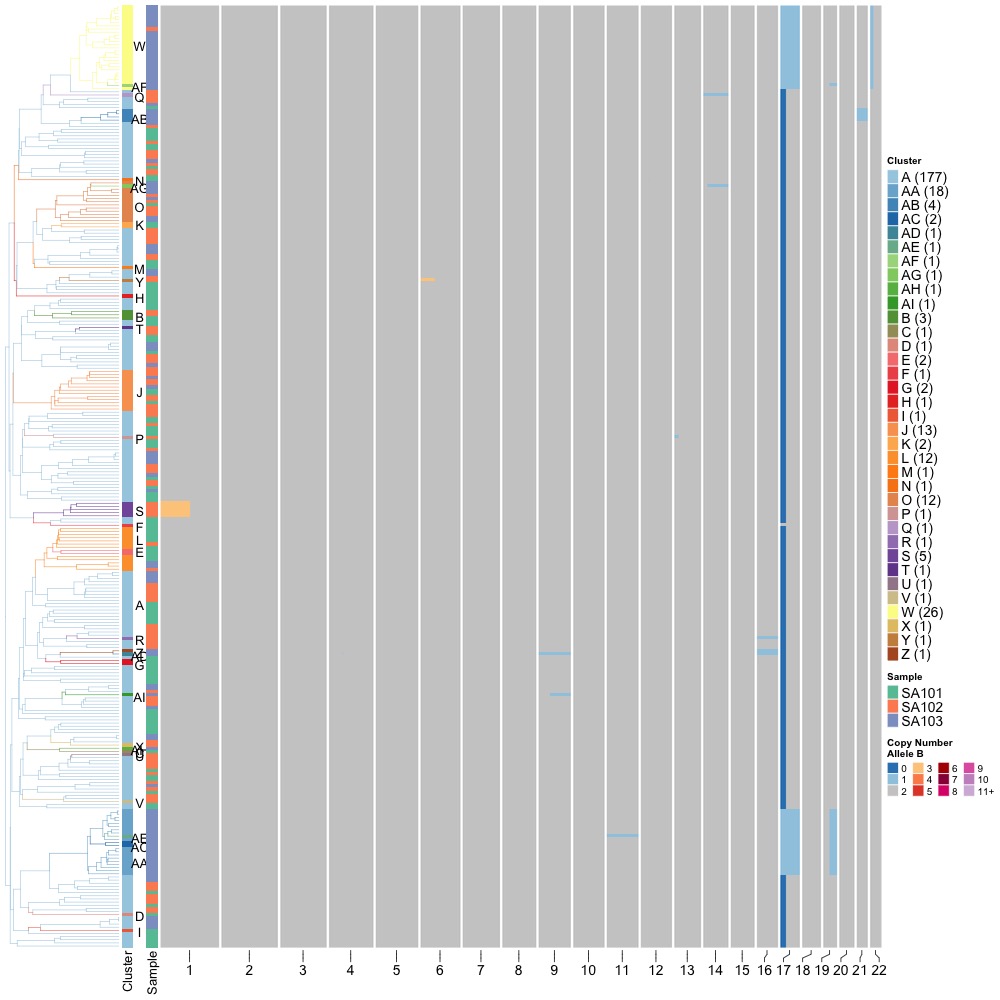 W
AF
Q
AB
N
AG
O
K
M
Y
H
B
T
J
P
S
F
L
E
A
R
Z
G
AI
X
U
V
AE
AC
AA
D
I
Cluster
Sample
1 2 3 4 5 6 7 8 9 10 11 12 13 14 15 16 17 18 19 20 21 22
Cluster
A (177)
AA (18)
AB (4)
AC (2)
AD (1)
AE (1)
AF (1)
AG (1)
AH (1)
AI (1)
B (3)
C (1)
D (1)
E (2)
F (1)
G (2)
H (1)
I (1)
J (13)
K (2)
L (12)
M (1)
N (1)
O (12)
P (1)
Q (1)
R (1)
S (5)
T (1)
U (1)
V (1)
W (26)
X (1)
Y (1)
Z (1)
Sample
SA101
SA102
SA103
Copy Number
Allele B
0 3 6 9
1 4 7 10
2 5 8 11+